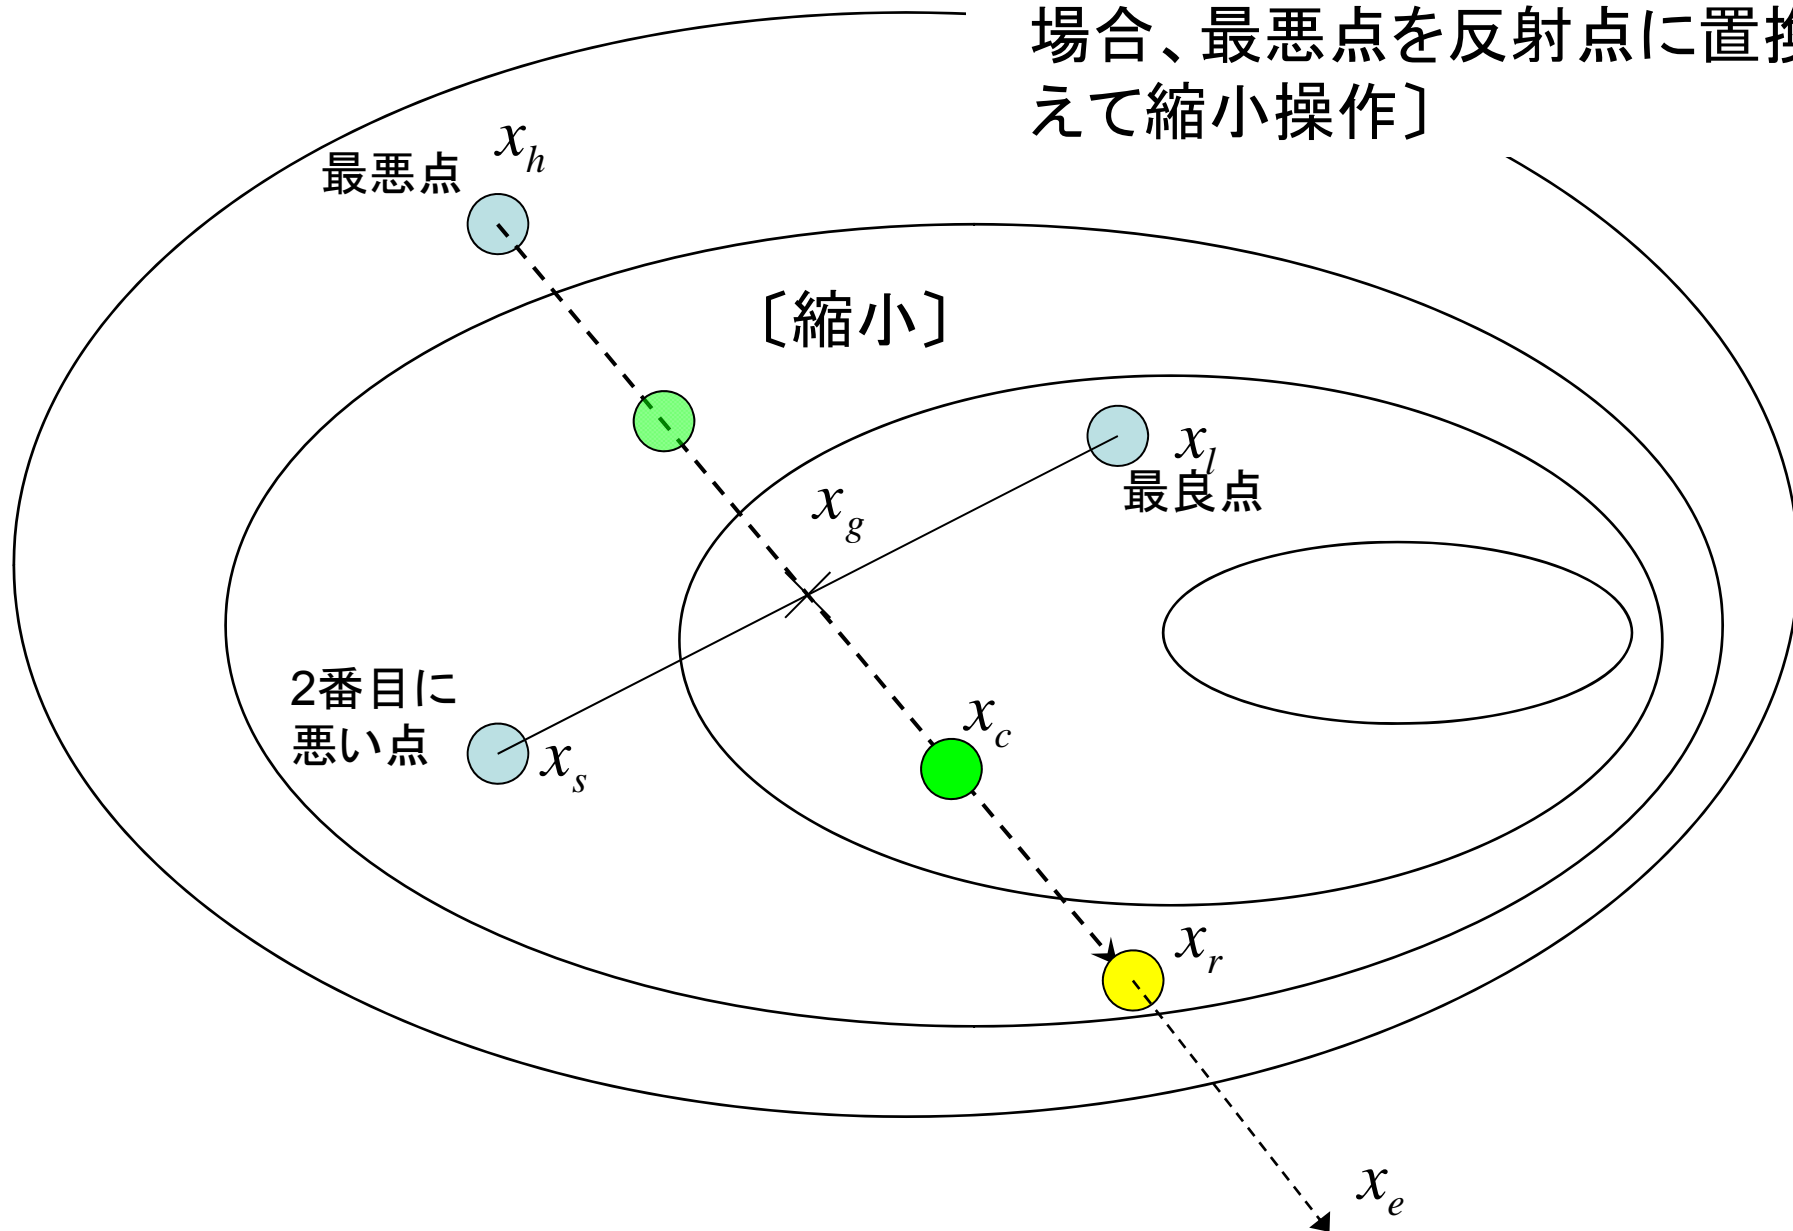 場合、最悪点を反射点に置換
えて縮小操作〕
x_h
最悪点
〔縮小〕
x_l
最良点
x_g
2番目に
悪い点
x_s
x_c
x_r
x_e